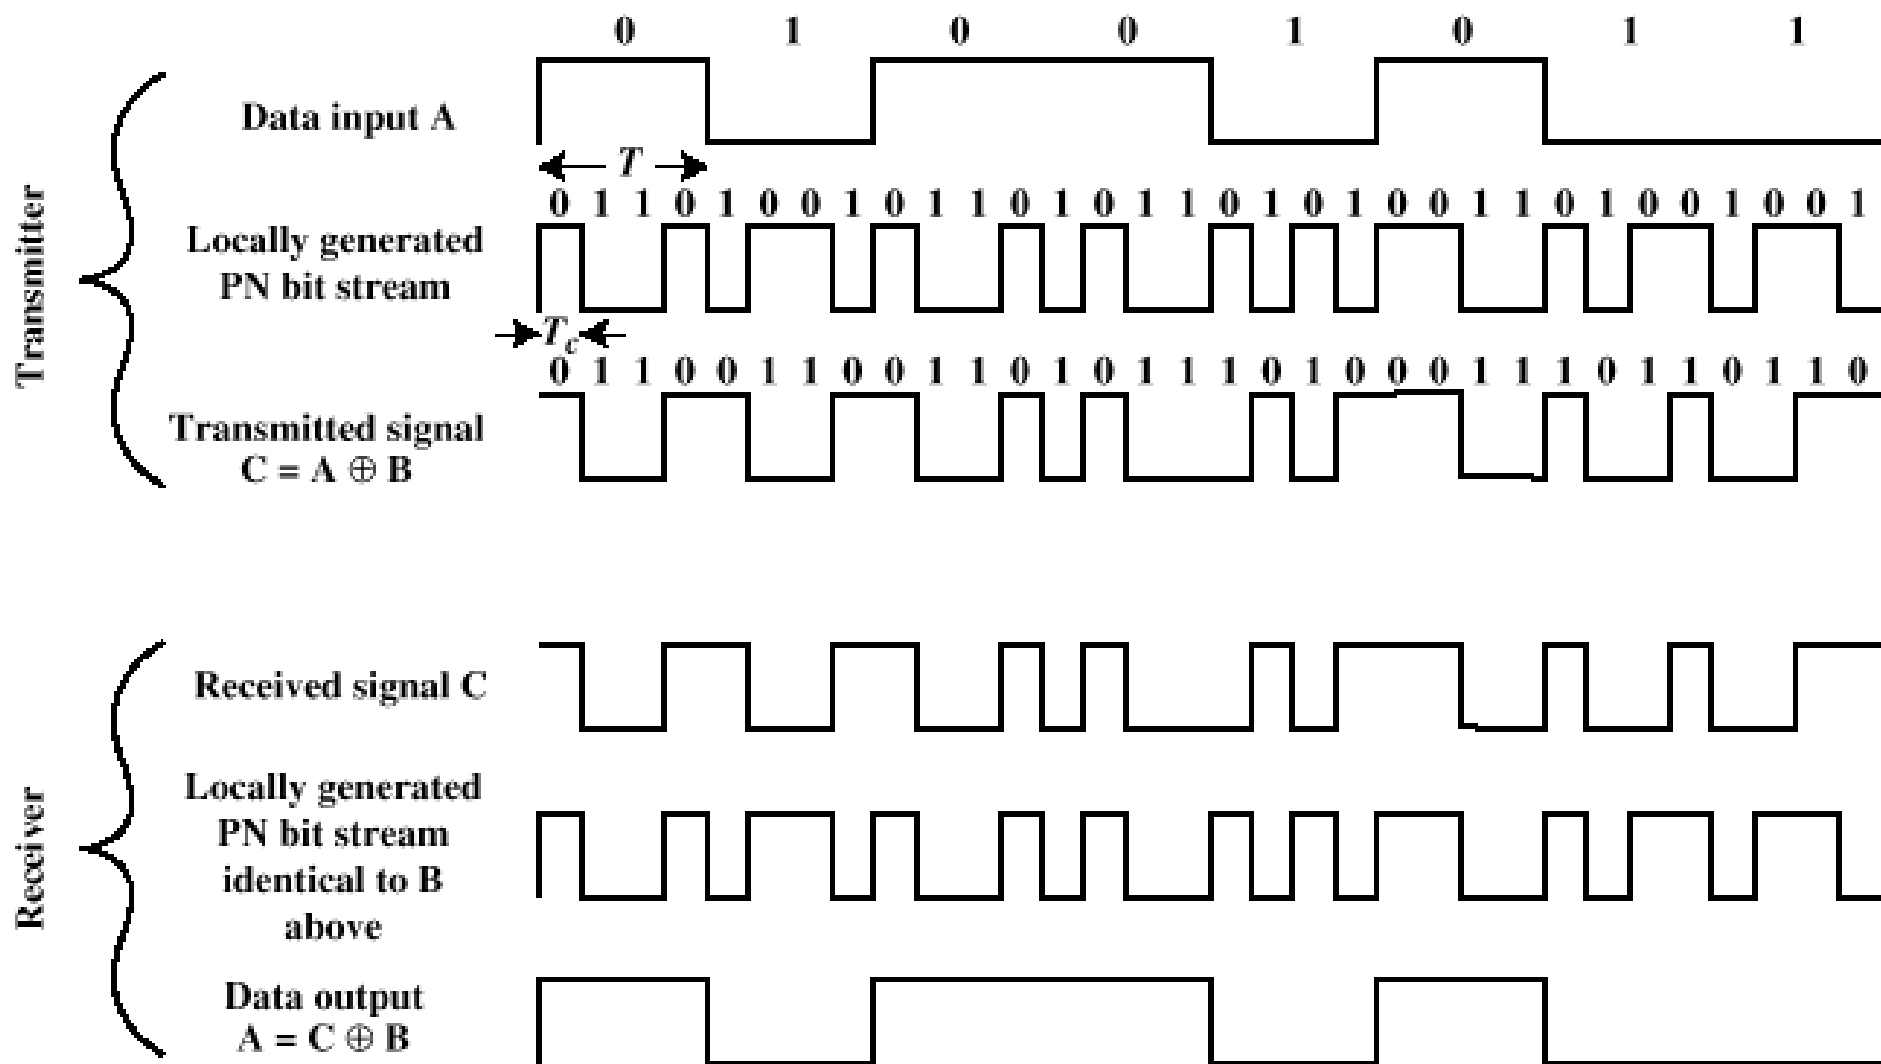 0 1 0 0 1 0 1 1
Data input A
T
0 1 1 0 1 0 0 1 0 1 1 0 1 0 1 1 0 1 0 1 0 0 1 1 0 1 0 0 1 0 0 1
Locally generated
PN bit stream
Tc
0 1 1 0 0 1 1 0 0 1 1 0 1 0 1 1 1 0 1 0 0 0 1 1 1 0 1 1 0 1 1 0
Transmitted signal
C = A ⊕ B
Transmitter
Received signal C
Locally generated
PN bit stream
identical to B
above
Data output
A = C ⊕ B
Receiver